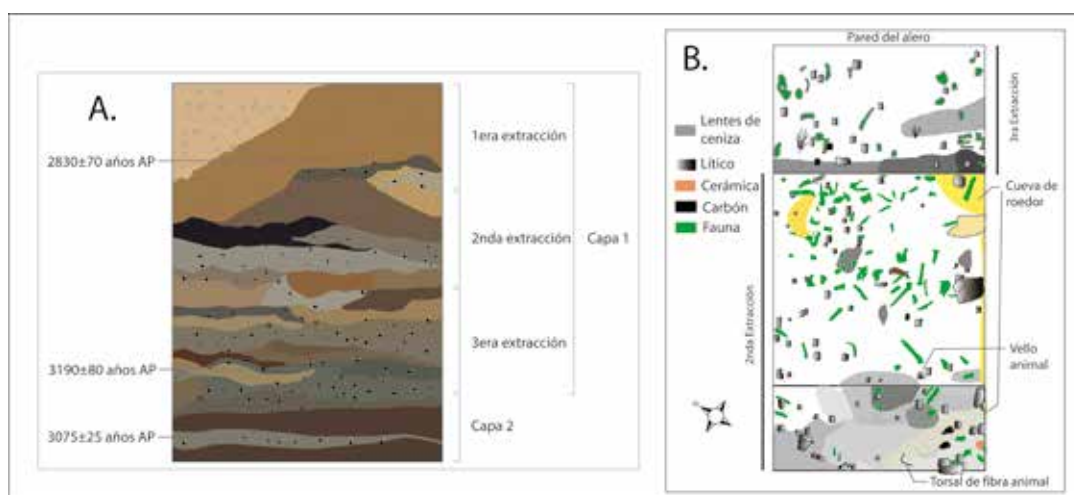 A.
1era extracción
2830±70 años AP
2nda extracción
Capa 1
3era extracción
3190±80 años AP
3075±25 años AP
Capa 2
B.
Pared del alero
Lentes de
ceniza
Lítico
Cerámica
Carbón
Fauna
3ra Extracción
Cueva de
roedor
2nda Extracción
Vello
animal
Torsal de fibra animal